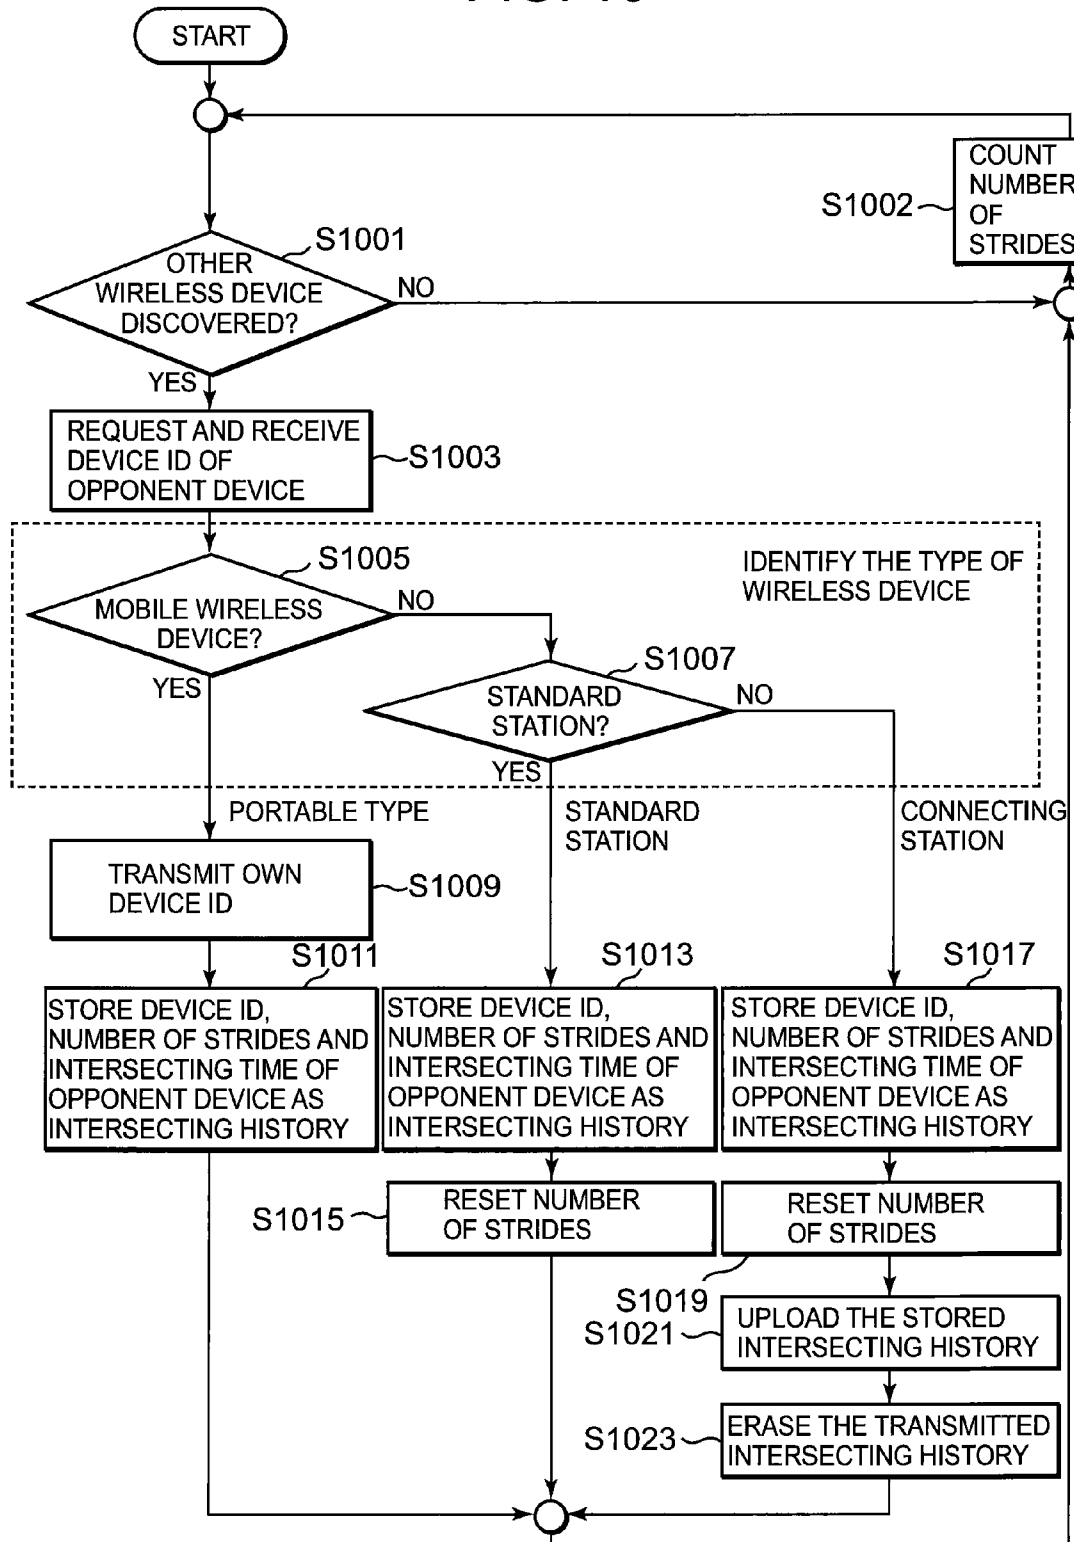 START
COUNT
NUMBER
OF
STRIDES
S1002
S1001
OTHER
WIRELESS DEVICE
DISCOVERED?
NO
YES
REQUEST AND RECEIVE
DEVICE ID OF
OPPONENT DEVICE
S1003
IDENTIFY THE TYPE OF
WIRELESS DEVICE
S1005
MOBILE WIRELESS
DEVICE?
NO
YES
S1007
STANDARD
STATION?
NO
YES
PORTABLE TYPE
STANDARD
STATION
CONNECTING
STATION
TRANSMIT OWN
DEVICE ID
S1009
S1011
STORE DEVICE ID,
NUMBER OF STRIDES AND
INTERSECTING TIME OF
OPPONENT DEVICE AS
INTERSECTING HISTORY
S1013
STORE DEVICE ID,
NUMBER OF STRIDES AND
INTERSECTING TIME OF
OPPONENT DEVICE AS
INTERSECTING HISTORY
S1017
STORE DEVICE ID,
NUMBER OF STRIDES AND
INTERSECTING TIME OF
OPPONENT DEVICE AS
INTERSECTING HISTORY
S1015
RESET NUMBER
OF STRIDES
RESET NUMBER
OF STRIDES
S1019
S1021
UPLOAD THE STORED
INTERSECTING HISTORY
S1023
ERASE THE TRANSMITTED
INTERSECTING HISTORY